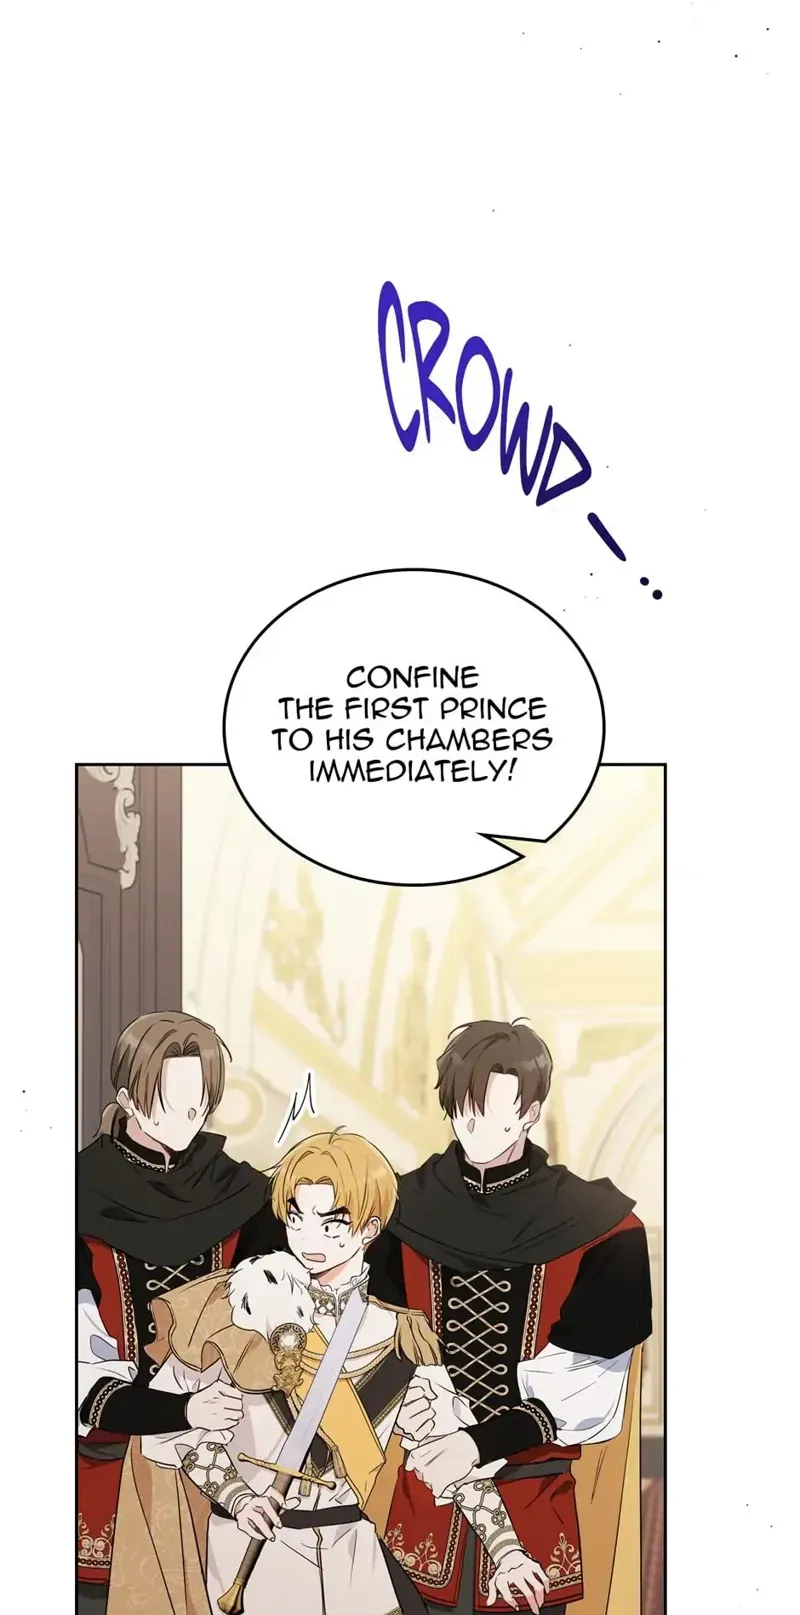 CROWD-...
CONFINE
THE FIRST PRINCE
TO HIS CHAMBERS
IMMEDIATELY!